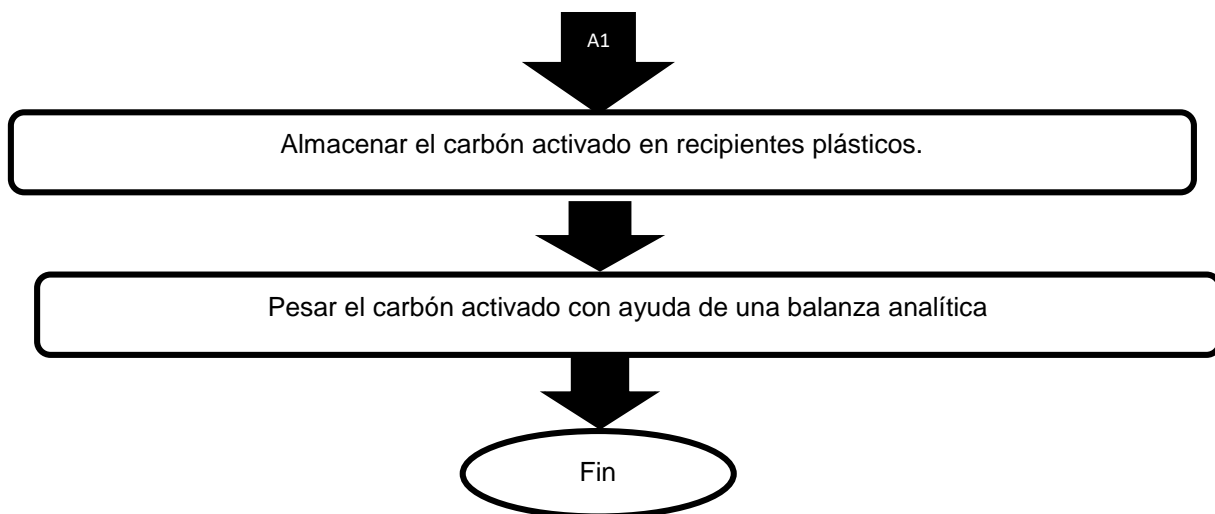 A1
Almacenar el carbón activado en recipientes plásticos.
Pesar el carbón activado con ayuda de una balanza analítica
Fin